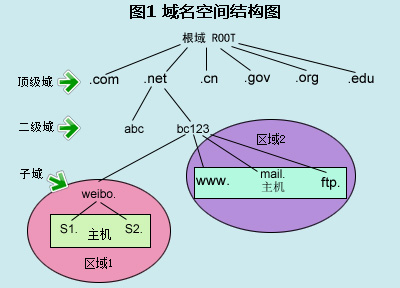 图1 域名空间结构图
根域 ROOT
顶级域
.com
.net
.cn
.gov
.org
.edu
二级域
abc
bc123
区域2
子域
weibo.
www.
mail.
主机
ftp.
S1.
主机
S2.
区域1